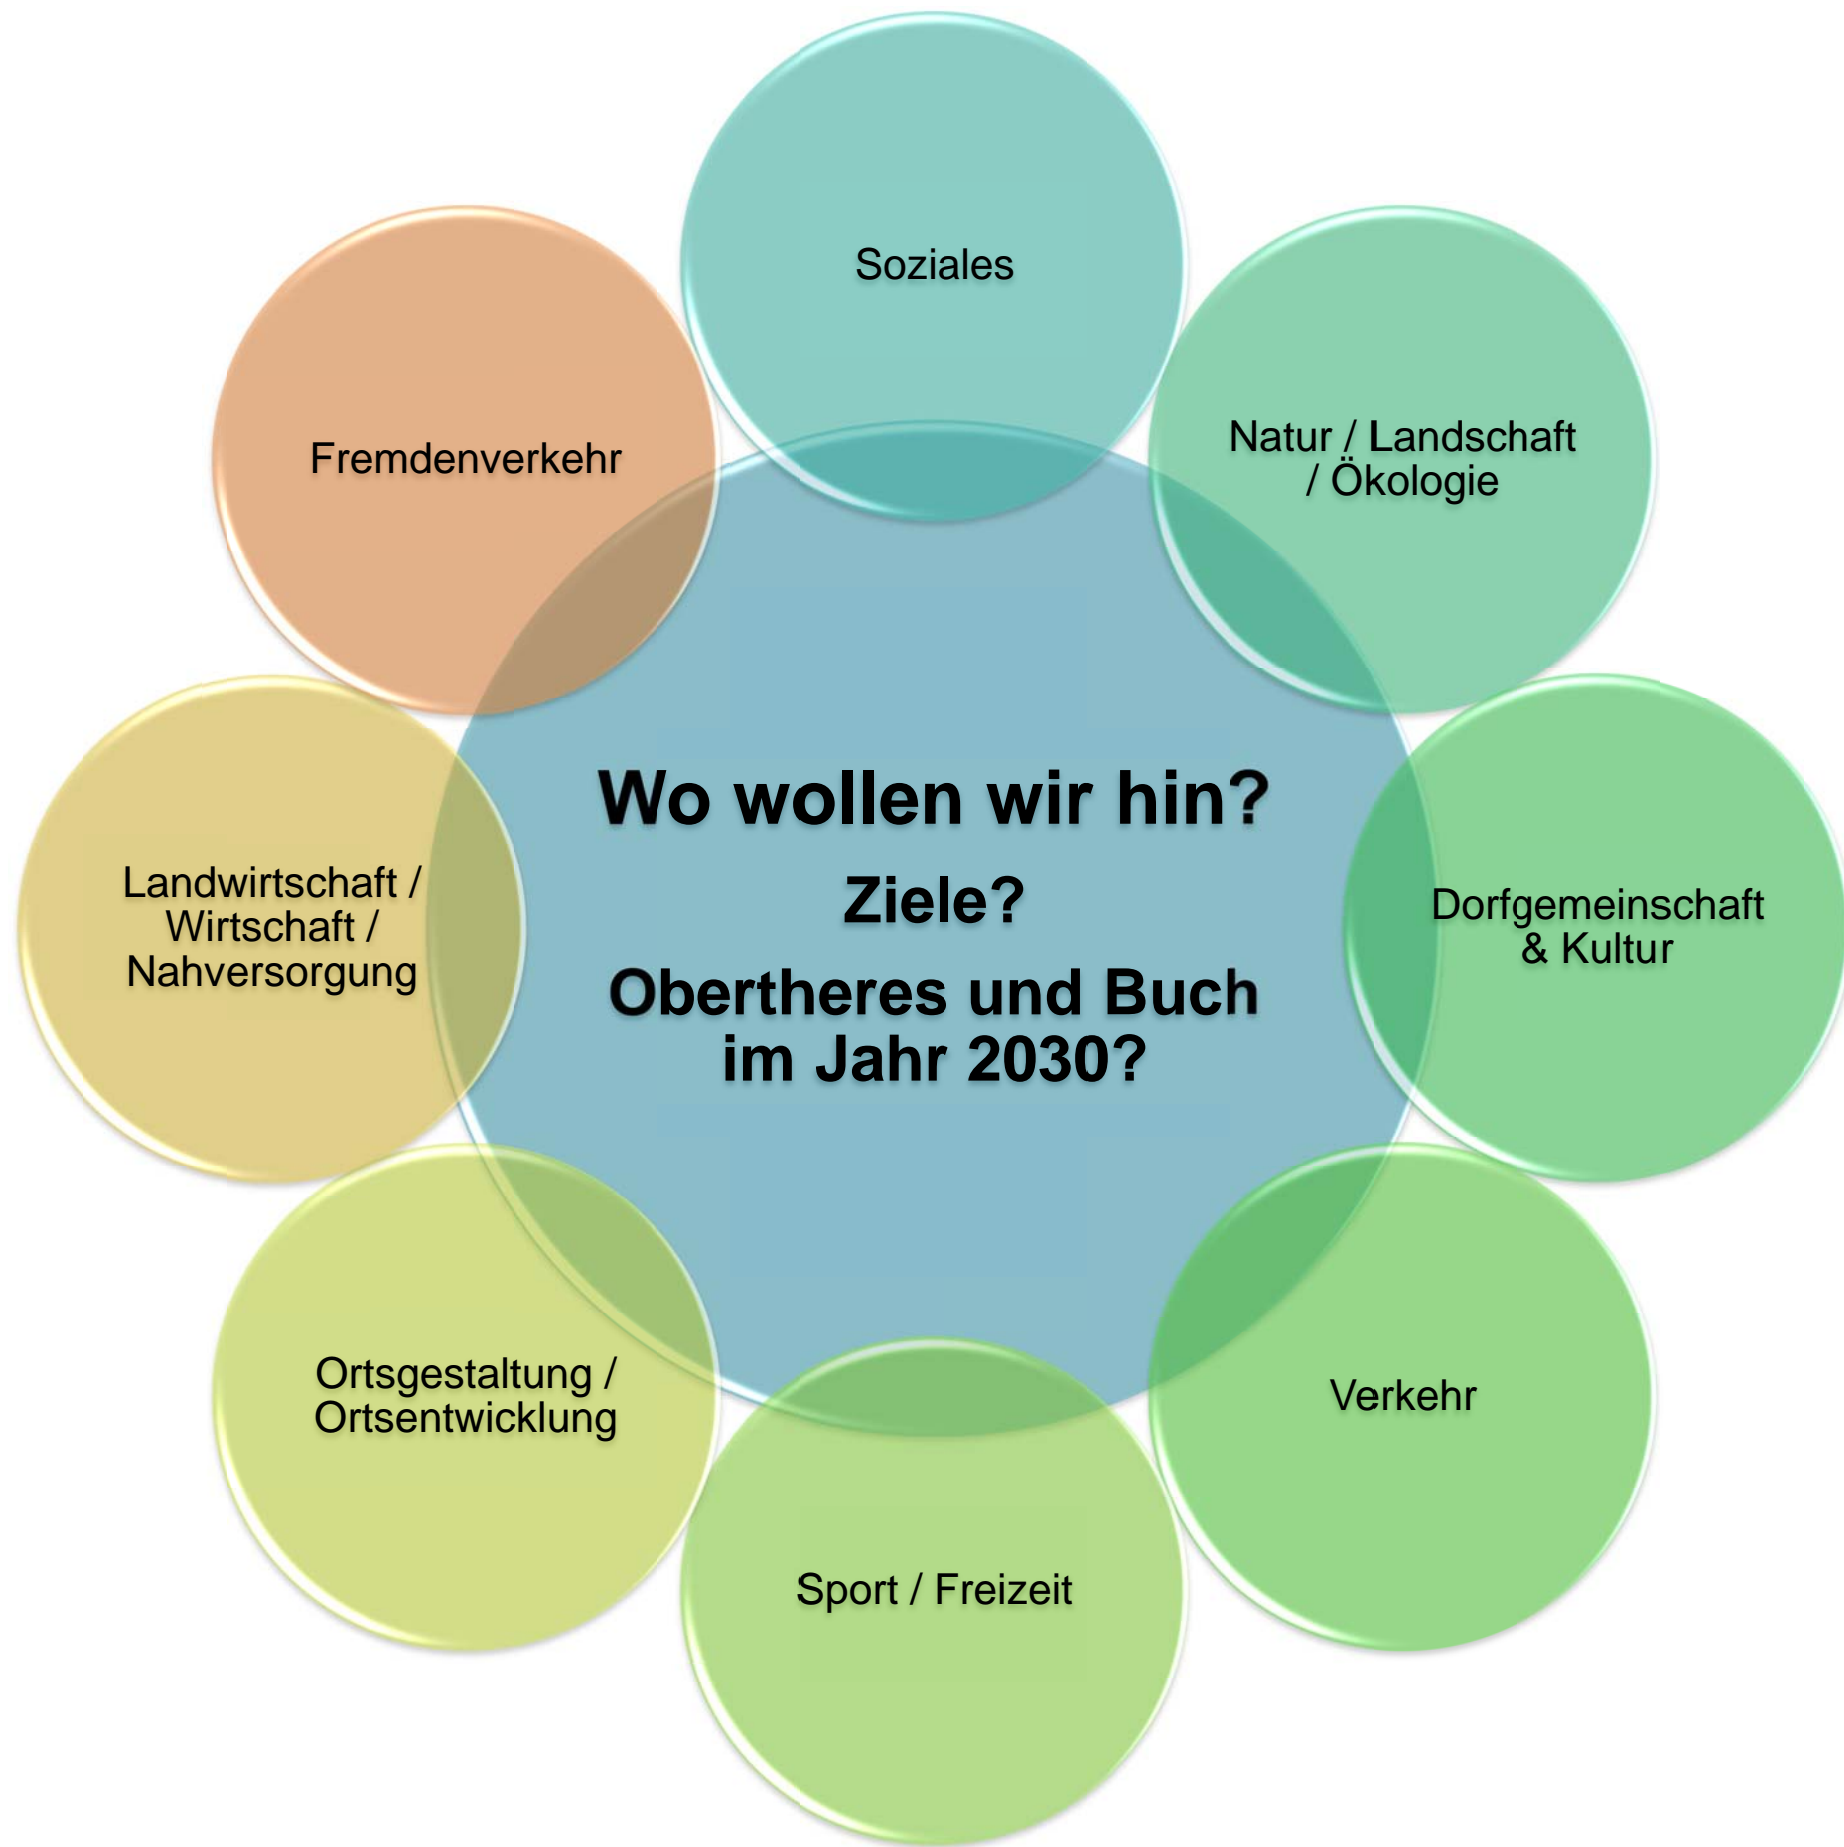 Soziales
Natur / Landschaft
/ Ökologie
Fremdenverkehr
Wo wollen wir hin?
Ziele?
Obertheres und Buch
im Jahr 2030?
Dorfgemeinschaft
& Kultur
Landwirtschaft /
Wirtschaft /
Nahversorgung
Verkehr
Ortsgestaltung /
Ortsentwicklung
Sport / Freizeit